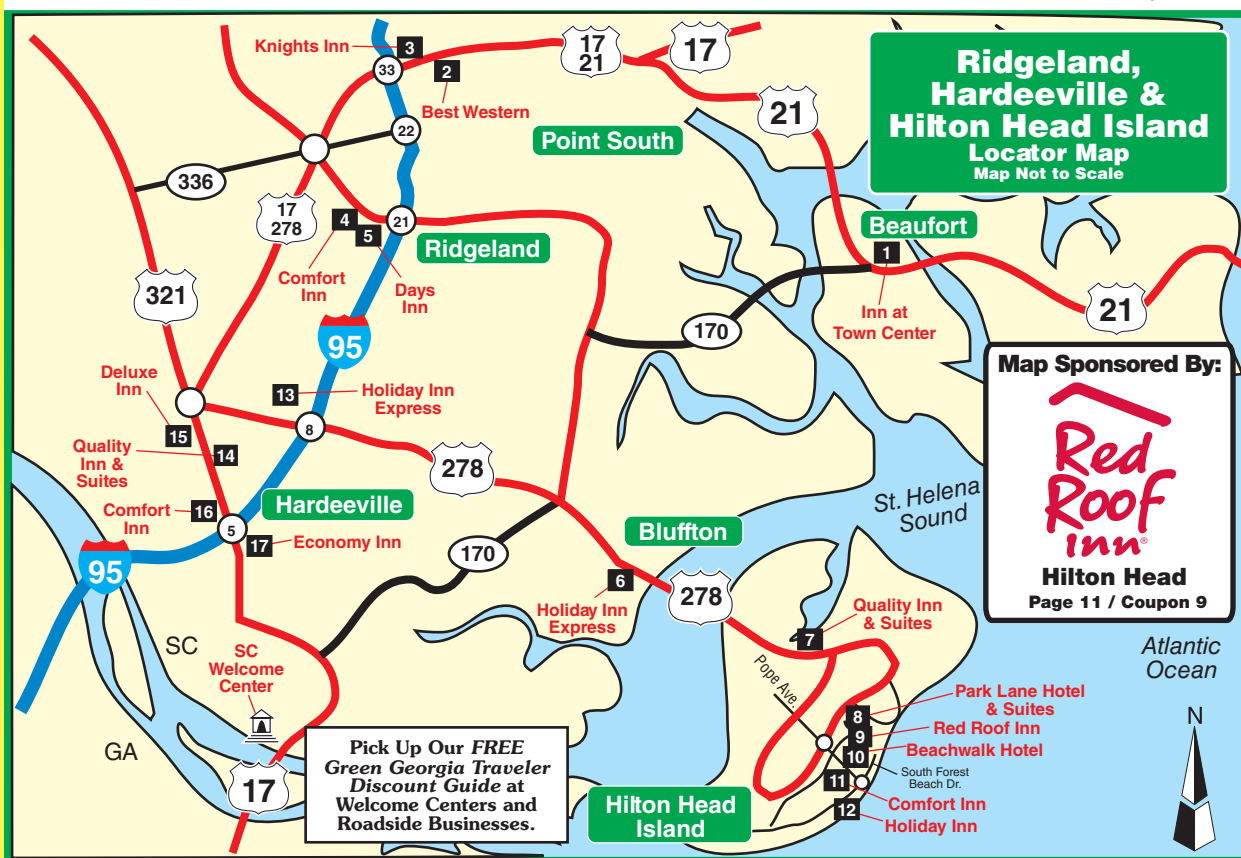 Ridgeland,
Hardeeville &
Hilton Head Island
Locator Map
Map Not to Scale
Knights Inn
3
33
2
Best Western
17
21
17
21
22
Point South
336
17
278
4
5
21
Ridgeland
Comfort
Inn
Days
Inn
Beaufort
1
Inn at
Town Center
21
321
95
170
Deluxe
Inn
15
13
Holiday Inn
Express
8
Quality
Inn &
Suites
14
278
Comfort
Inn
16
5
Hardeeville
17
Economy Inn
95
170
Bluffton
6
Holiday Inn
Express
278
St. Helena
Sound
Map Sponsored By:
Red
Roof
Inn®
Hilton Head
Page 11 / Coupon 9
Quality Inn
& Suites
7
Atlantic
Ocean
SC
SC
Welcome
Center
GA
17
Pope Ave.
Park Lane Hotel
& Suites
8
Red Roof Inn
9
Beachwalk Hotel
10
South Forest
Beach Dr.
11
Comfort Inn
12
Holiday Inn
N
Pick Up Our FREE
Green Georgia Traveler
Discount Guide at
Welcome Centers and
Roadside Businesses.
Hilton Head
Island